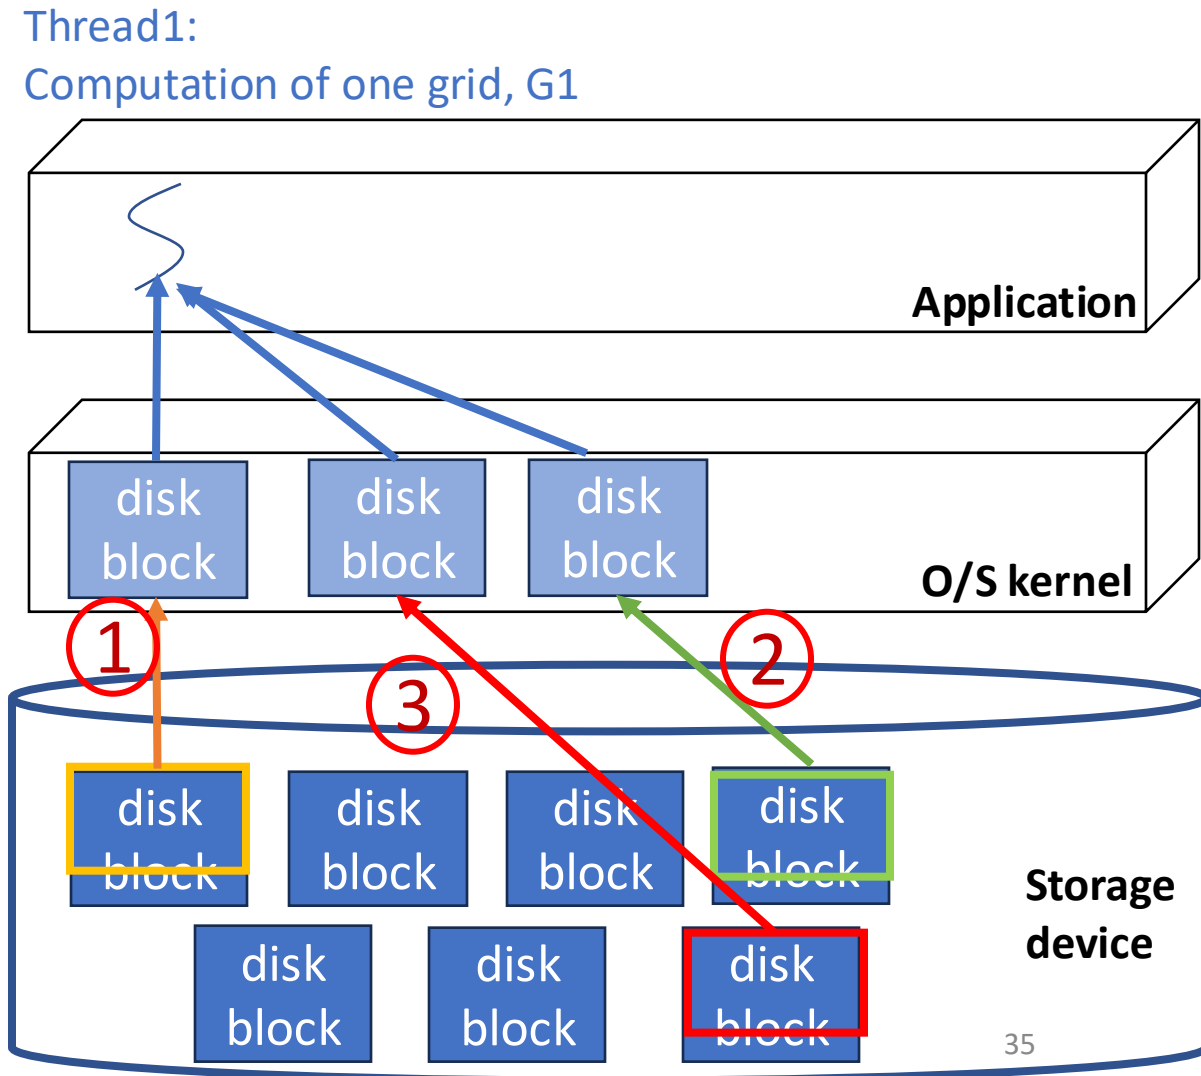 Thread1:
Computation of one grid, G1
Application
disk
block
disk
block
disk
block
O/S kernel
1
3
2
disk
block
disk
block
disk
block
disk
block
Storage
device
disk
block
disk
block
disk
block
35